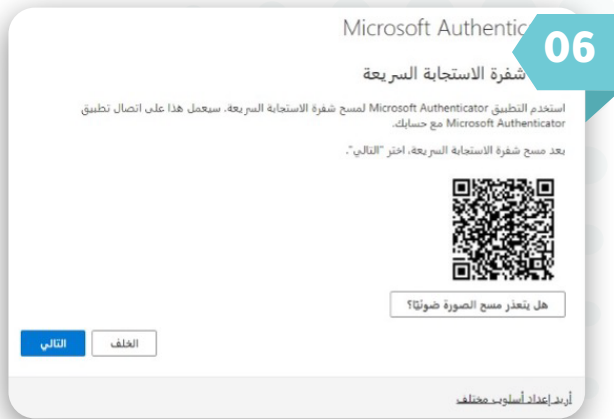 06
Microsoft Authentic
شفرة الاستجابة السريعة
استخدم التطبيق Microsoft Authenticator لمسح شفرة الاستجابة السريعة. سيعمل هذا على اتصال تطبيق
Microsoft Authenticator مع حسابك.
بعد مسح شفرة الاستجابة السريعة، اختر "التالي".
هل يتعذر مسح الصورة ضوئيًا؟
الخلف
التالي
أريد إعداد أسلوب مختلف